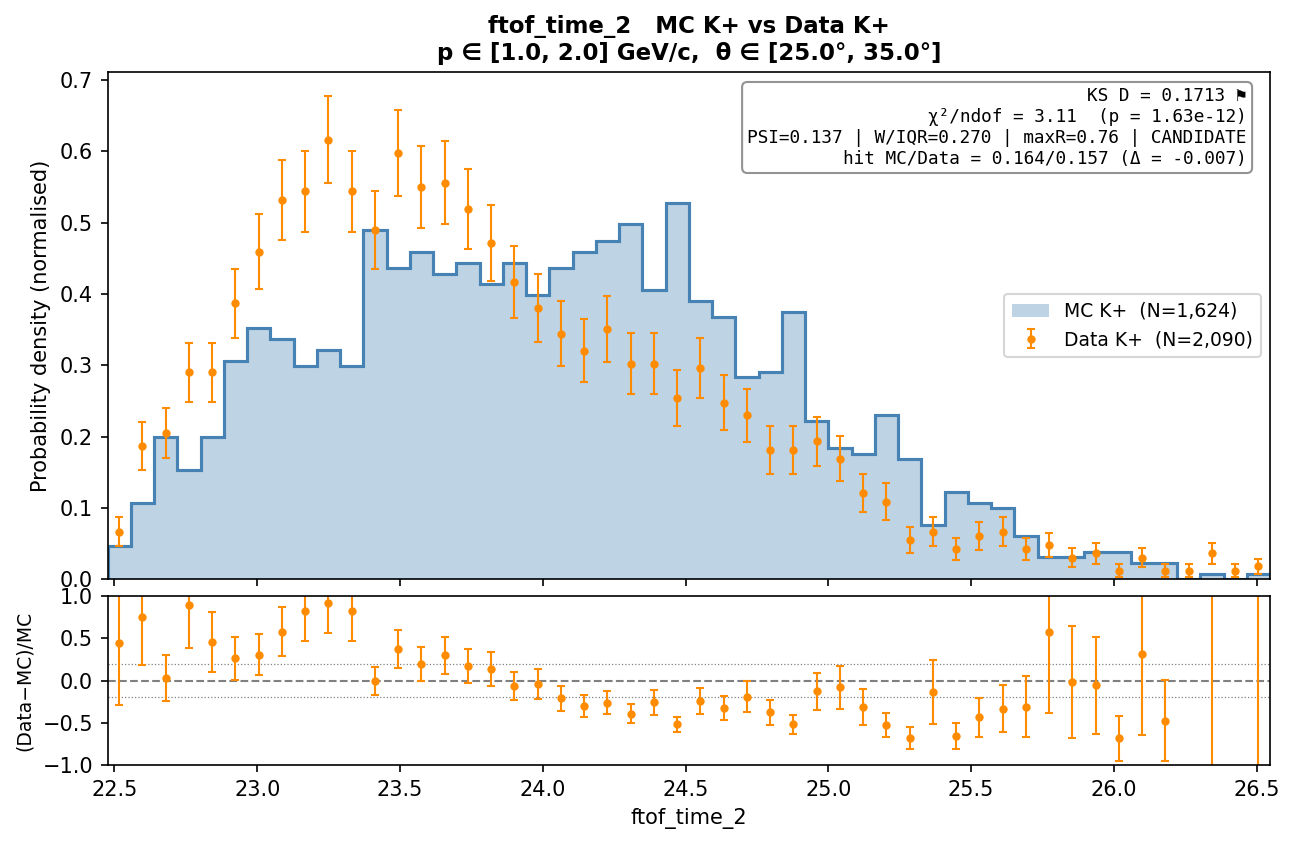 ftof_time_2   MC K+ vs Data K+
p ∈ [1.0, 2.0] GeV/c,  θ ∈ [25.0°, 35.0°]
KS D = 0.1713 ⚑
χ²/ndof = 3.11  (p = 1.63e-12)
PSI=0.137 | W/IQR=0.270 | maxR=0.76 | CANDIDATE
hit MC/Data = 0.164/0.157 (Δ = -0.007)
MC K+  (N=1,624)
Data K+  (N=2,090)
Probability density (normalised)
0.7
0.6
0.5
0.4
0.3
0.2
0.1
0.0
(Data−MC)/MC
1.0
0.5
0.0
−0.5
−1.0
22.5 23.0 23.5 24.0 24.5 25.0 25.5 26.0 26.5
ftof_time_2